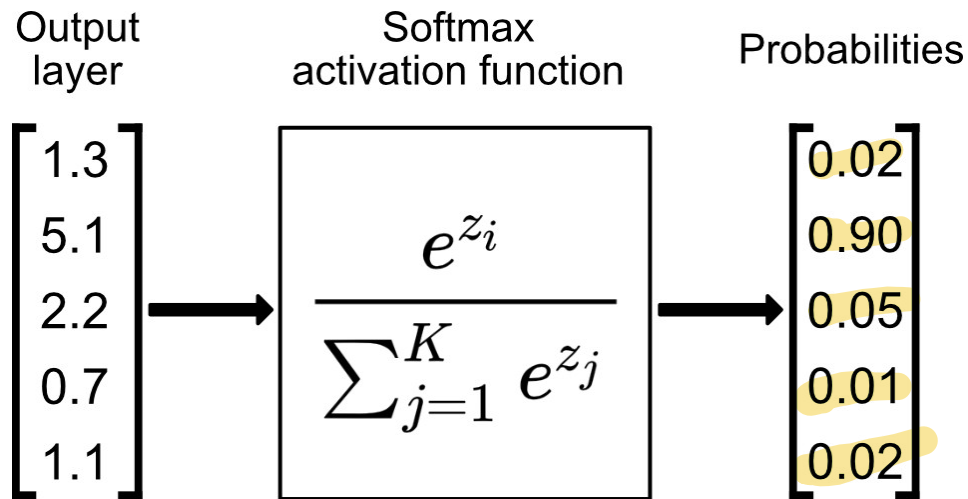 Output
layer
Softmax
activation function
Probabilities
1.3
5.1
2.2
0.7
1.1
e^{z_i}
∑_{j=1}^{K} e^{z_j}
0.02
0.90
0.05
0.01
0.02